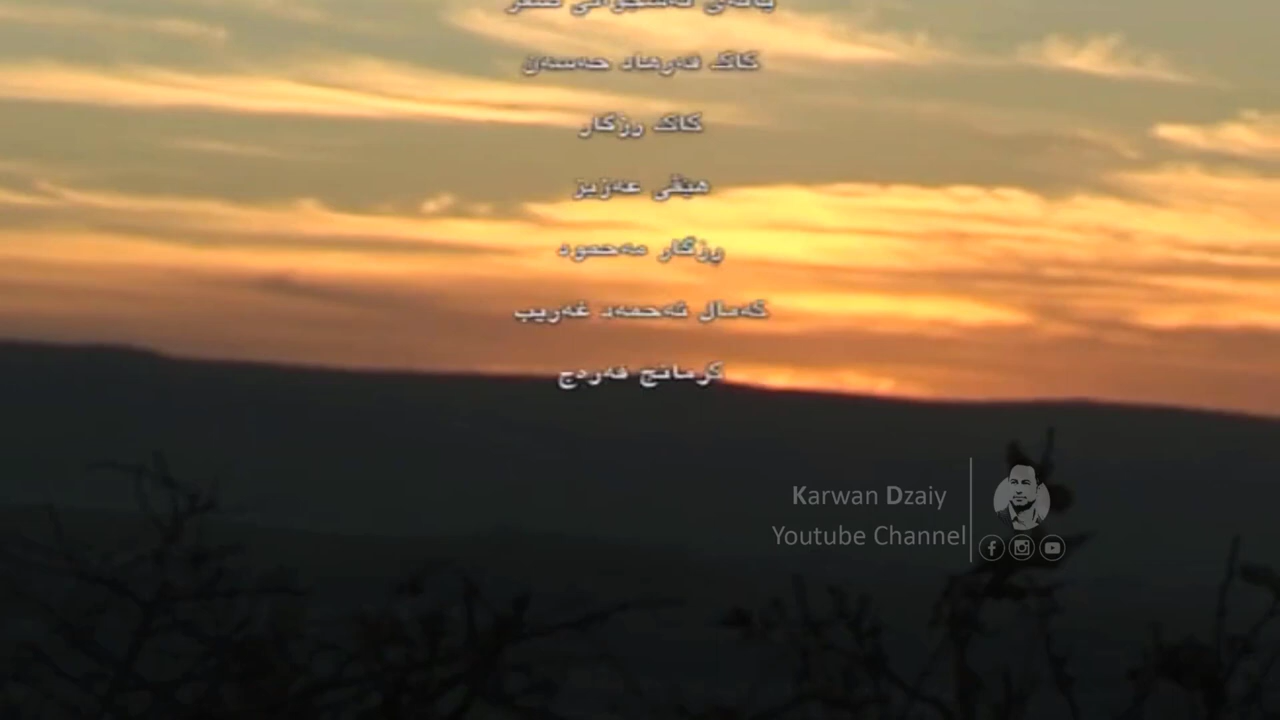 کاک فەرهاد حەسەن
کاک رزگار
هێڤی عەزیز
رزگار مەحمود
کەمال ئەحمەد غەریب
کرمانج فەرەج
Karwan Dzaiy
Youtube Channel